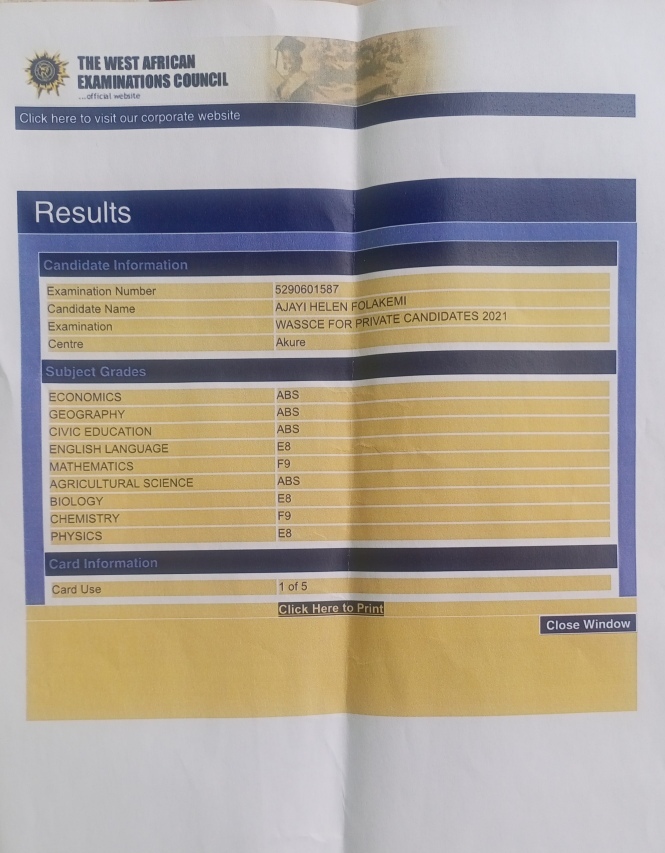 THE WEST AFRICAN
EXAMINATIONS COUNCIL
...official website
Click here to visit our corporate website
Results
Candidate Information
Examination Number 5290601587
Candidate Name AJAYI HELEN FOLAKEMI
Examination WASSCE FOR PRIVATE CANDIDATES 2021
Centre Akure
Subject Grades
ECONOMICS ABS
GEOGRAPHY ABS
CIVIC EDUCATION ABS
ENGLISH LANGUAGE E8
MATHEMATICS F9
AGRICULTURAL SCIENCE ABS
BIOLOGY E8
CHEMISTRY F9
PHYSICS E8
Card Information
Card Use 1 of 5
Click Here to Print
Close Window